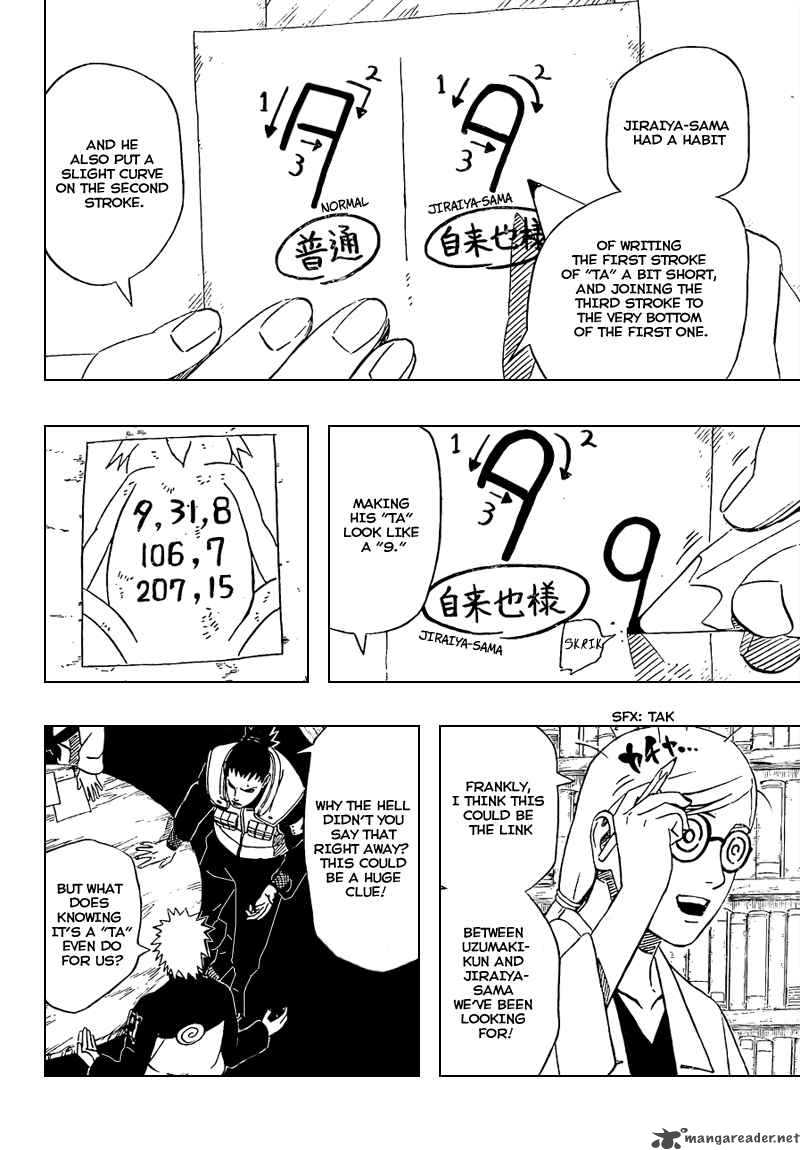 JIRAIYA-SAMA
HAD A HABIT
OF WRITING
THE FIRST STROKE
OF "TA" A BIT SHORT,
AND JOINING THE
THIRD STROKE TO
THE VERY BOTTOM
OF THE FIRST ONE.
1 2
3
JIRAIYA-SAMA
自来也様
1 2
3
NORMAL
普通
AND HE
ALSO PUT A
SLIGHT CURVE
ON THE SECOND
STROKE.
1 2
3
自来也様
JIRAIYA-SAMA
9
SKRIK
MAKING
HIS "TA"
LOOK LIKE
A "9."
9,31,8
106,7
207,15
SFX: TAK
カチャ…
FRANKLY,
I THINK THIS
COULD BE
THE LINK
BETWEEN
UZUMAKI-
KUN AND
JIRAIYA-
SAMA
WE'VE BEEN
LOOKING
FOR!
WHY THE HELL
DIDN'T YOU
SAY THAT
RIGHT AWAY?
THIS COULD
BE A HUGE
CLUE!
BUT WHAT
DOES
KNOWING
IT'S A "TA"
EVEN DO
FOR US?
mangareader.net